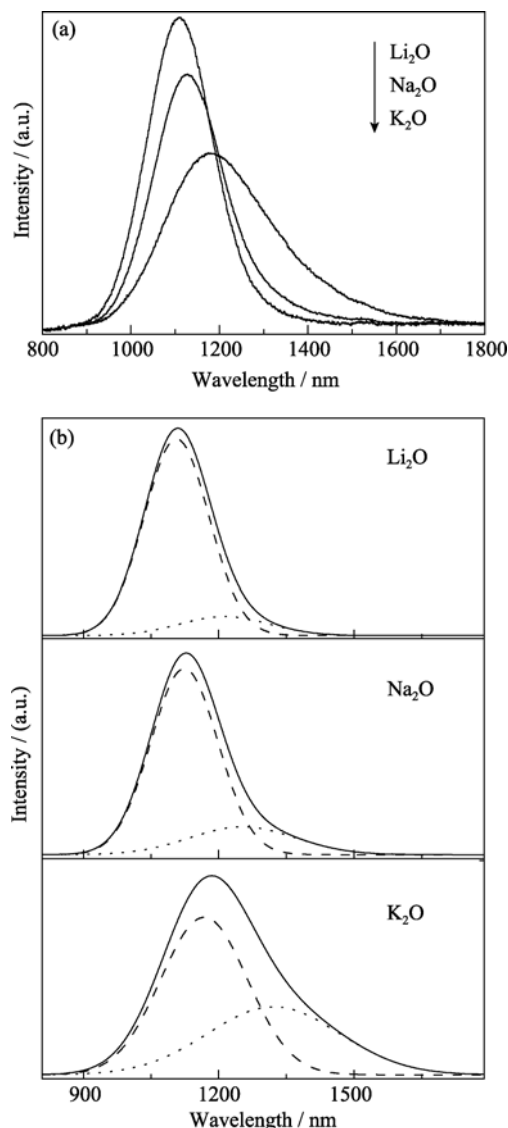 (a)
Li₂O
Na₂O
K₂O
Intensity / (a.u.)
800 1000 1200 1400 1600 1800
Wavelength / nm
(b)
Li₂O
Na₂O
K₂O
Intensity / (a.u.)
900 1200 1500
Wavelength / nm